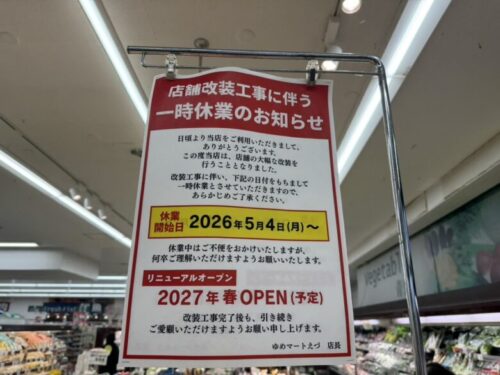 店舗改装工事に伴う
一時休業のお知らせ
日頃より当店をご利用いただきまして、
ありがとうございます。
この度当店は、店舗の大幅な改装を
行うこととなりました。
改装工事に伴い、下記の日付をもちまして
一時休業とさせていただきますので、
あらかじめご了承ください。
休業
開始日 2026年5月4日(月)~
休業中はご不便をおかけいたしますが、
何卒ご理解いただけますようお願いいたします。
リニューアルオープン
2027年 春 OPEN(予定)
改装工事完了後も、引き続き
ご愛顧いただけますようお願い申し上げます。
ゆめマートえづ 店長
vegetable